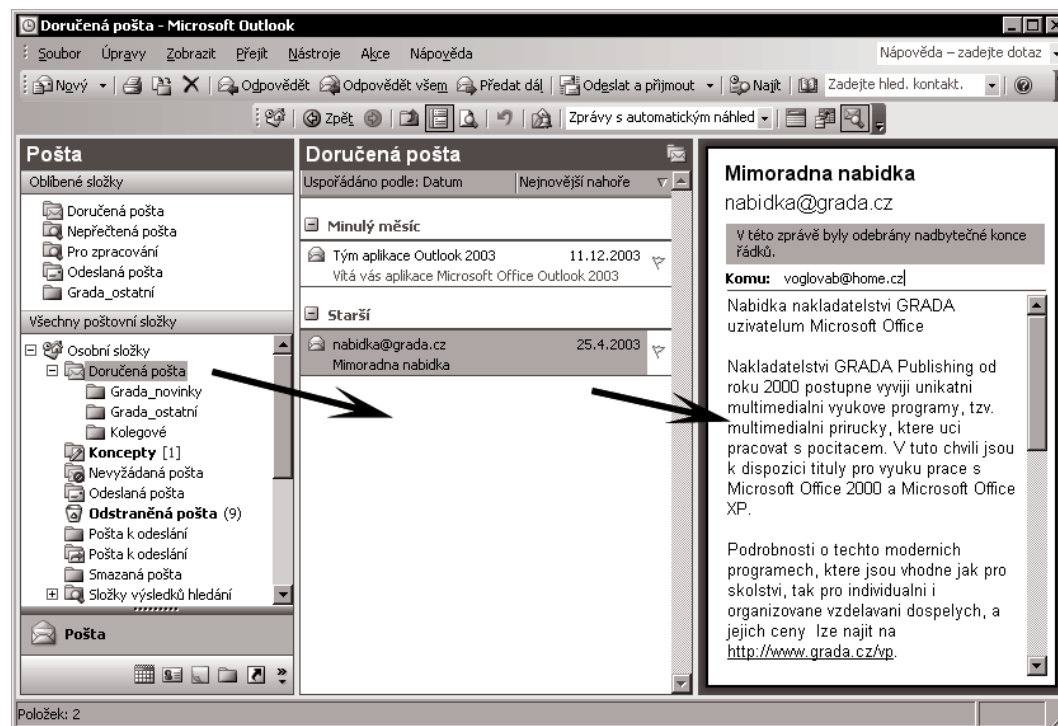 Doručená pošta - Microsoft Outlook
Soubor Úpravy Zobrazit Přejít Nástroje Akce Nápověda Nápověda – zadejte dotaz
Nový Odpovědět Odpovědět všem Předat dál Odeslat a přijmout Najít Zadejte hled. kontakt.
Zpět Zprávy s automatickým náhled
Pošta
Oblíbené složky
Doručená pošta
Nepřečtená pošta
Pro zpracování
Odeslaná pošta
Grada_ostatní
Všechny poštovní složky
Osobní složky
Doručená pošta
Grada_novinky
Grada_ostatní
Kolegové
Koncepty [1]
Nevyžádaná pošta
Odeslaná pošta
Odstraněná pošta (9)
Pošta k odeslání
Pošta k odeslání
Smazaná pošta
Složky výsledků hledání
Pošta
Doručená pošta
Uspořádáno podle: Datum Nejnovější nahoře
Minulý měsíc
Tým aplikace Outlook 2003 11.12.2003
Vítá vás aplikace Microsoft Office Outlook 2003
Starší
nabidka@grada.cz 25.4.2003
Mimoradna nabidka
Mimoradna nabidka
nabidka@grada.cz
V této zprávě byly odebrány nadbytečné konce
řádků.
Komu: voglovab@home.cz
Nabidka nakladatelstvi GRADA
uzivatelum Microsoft Office
Nakladatelstvi GRADA Publishing od
roku 2000 postupne vyviji unikatni
multimedialni vyukove programy, tzv.
multimedialni prirucky, ktere uci
pracovat s pocitacem. V tuto chvili jsou
k dispozici tituly pro vyuku prace s
Microsoft Office 2000 a Microsoft Office
XP.
Podrobnosti o techto modernich
programech, ktere jsou vhodne jak pro
skolstvi, tak pro individualni i
organizovane vzdelavani dospelych, a
jejich ceny lze najit na
http://www.grada.cz/vp.
Položek: 2